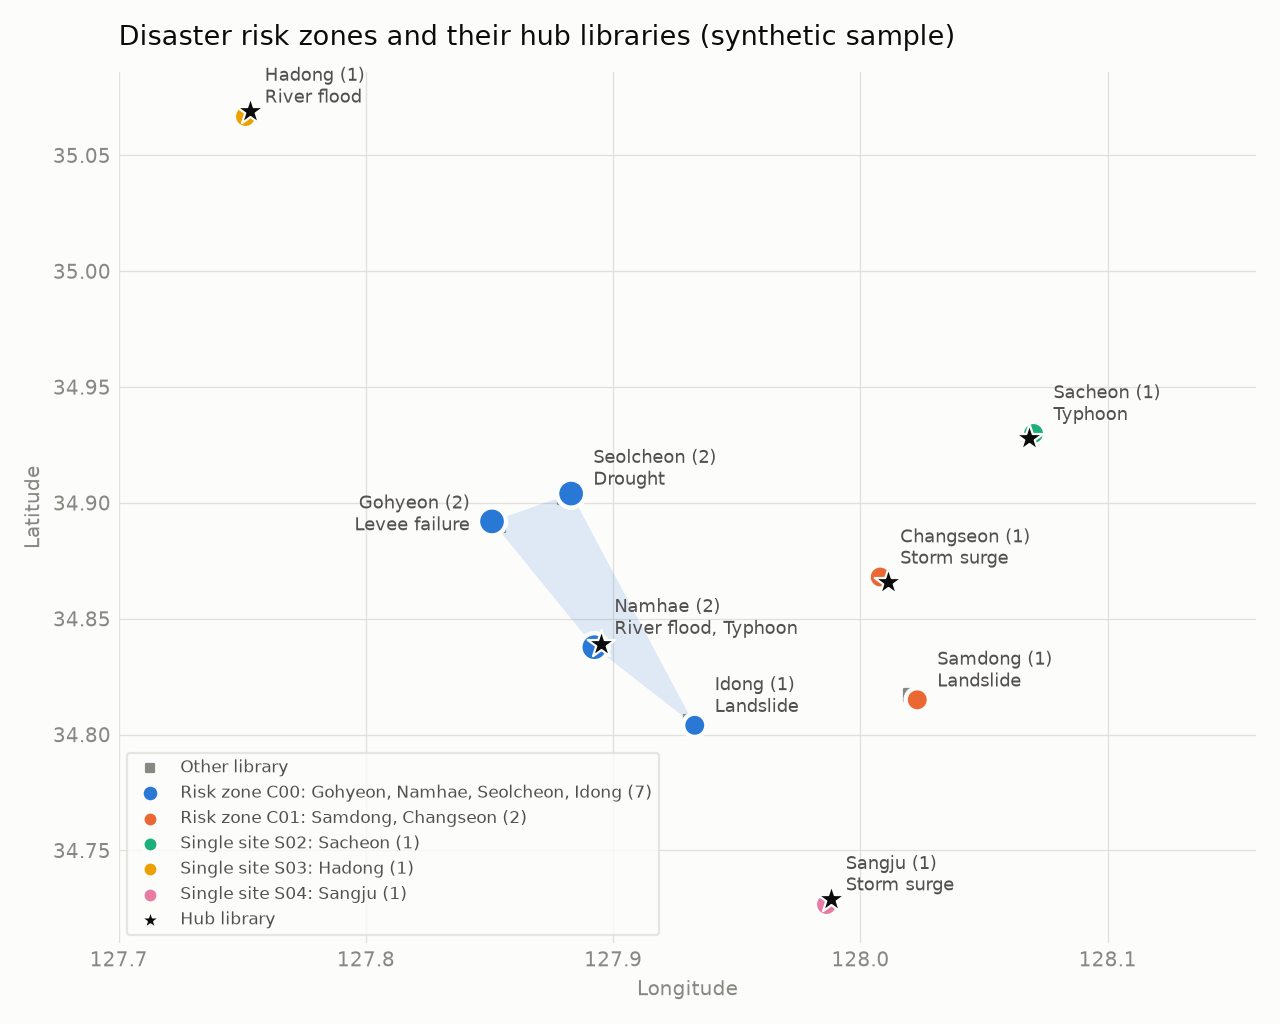 Disaster risk zones and their hub libraries (synthetic sample)
Hadong (1)
River flood
35.05
35.00
34.95
34.90
34.85
34.80
34.75
Latitude
Sacheon (1)
Typhoon
Seolcheon (2)
Drought
Gohyeon (2)
Levee failure
Changseon (1)
Storm surge
Namhae (2)
River flood, Typhoon
Samdong (1)
Landslide
Idong (1)
Landslide
Sangju (1)
Storm surge
Other library
Risk zone C00: Gohyeon, Namhae, Seolcheon, Idong (7)
Risk zone C01: Samdong, Changseon (2)
Single site S02: Sacheon (1)
Single site S03: Hadong (1)
Single site S04: Sangju (1)
Hub library
127.7 127.8 127.9 128.0 128.1
Longitude